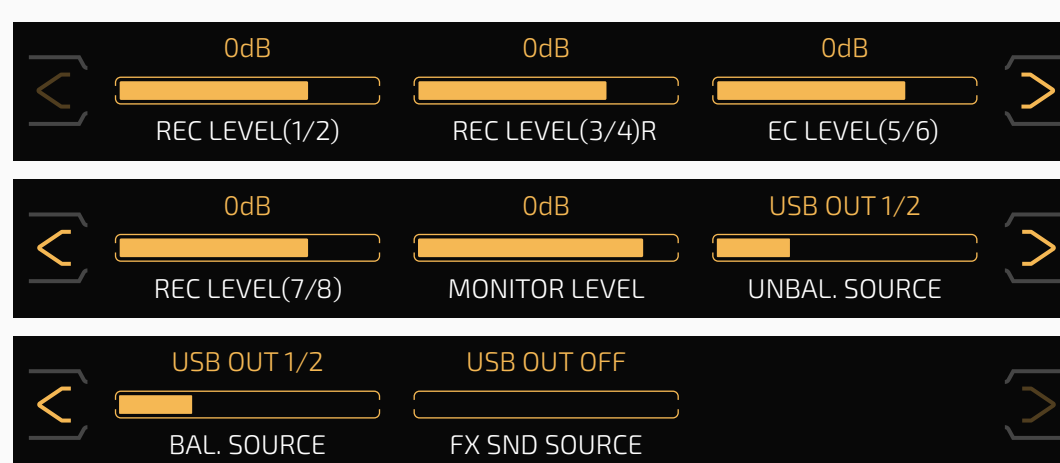 0dB 0dB 0dB
REC LEVEL(1/2) REC LEVEL(3/4)R EC LEVEL(5/6)
0dB 0dB USB OUT 1/2
REC LEVEL(7/8) MONITOR LEVEL UNBAL. SOURCE
USB OUT 1/2 USB OUT OFF
BAL. SOURCE FX SND SOURCE